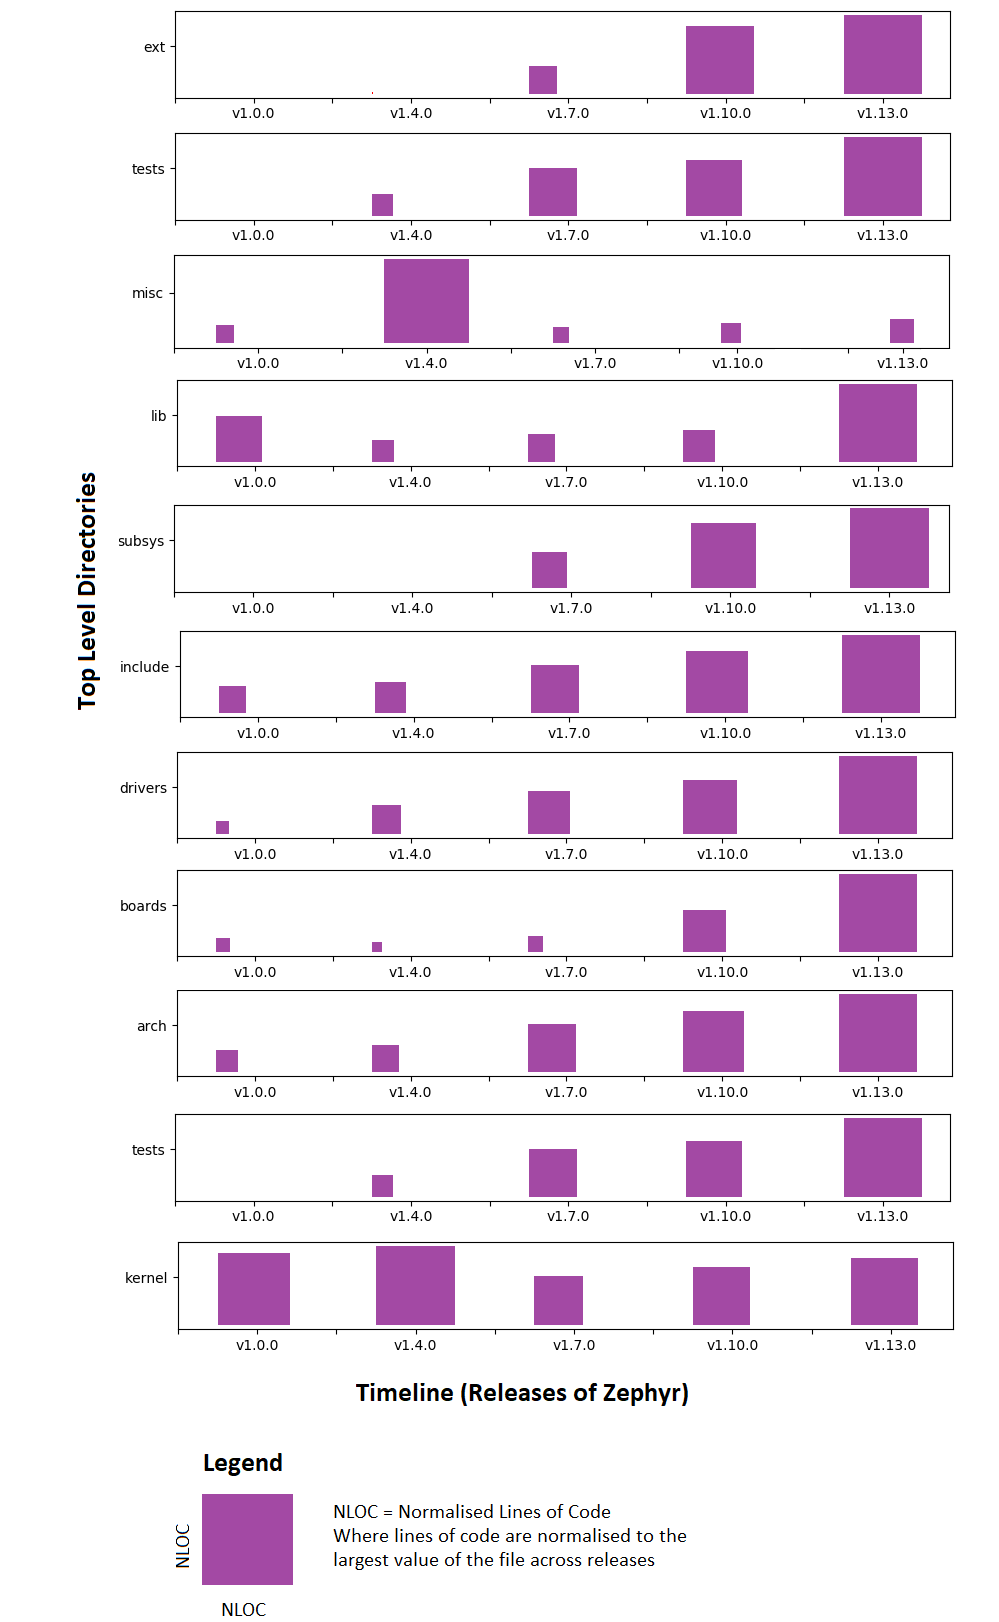 ext
v1.0.0 v1.4.0 v1.7.0 v1.10.0 v1.13.0
tests
v1.0.0 v1.4.0 v1.7.0 v1.10.0 v1.13.0
misc
v1.0.0 v1.4.0 v1.7.0 v1.10.0 v1.13.0
lib
v1.0.0 v1.4.0 v1.7.0 v1.10.0 v1.13.0
subsys
v1.0.0 v1.4.0 v1.7.0 v1.10.0 v1.13.0
Top Level Directories
include
v1.0.0 v1.4.0 v1.7.0 v1.10.0 v1.13.0
drivers
v1.0.0 v1.4.0 v1.7.0 v1.10.0 v1.13.0
boards
v1.0.0 v1.4.0 v1.7.0 v1.10.0 v1.13.0
arch
v1.0.0 v1.4.0 v1.7.0 v1.10.0 v1.13.0
tests
v1.0.0 v1.4.0 v1.7.0 v1.10.0 v1.13.0
kernel
v1.0.0 v1.4.0 v1.7.0 v1.10.0 v1.13.0
Timeline (Releases of Zephyr)
Legend
NLOC
NLOC
NLOC = Normalised Lines of Code
Where lines of code are normalised to the
largest value of the file across releases